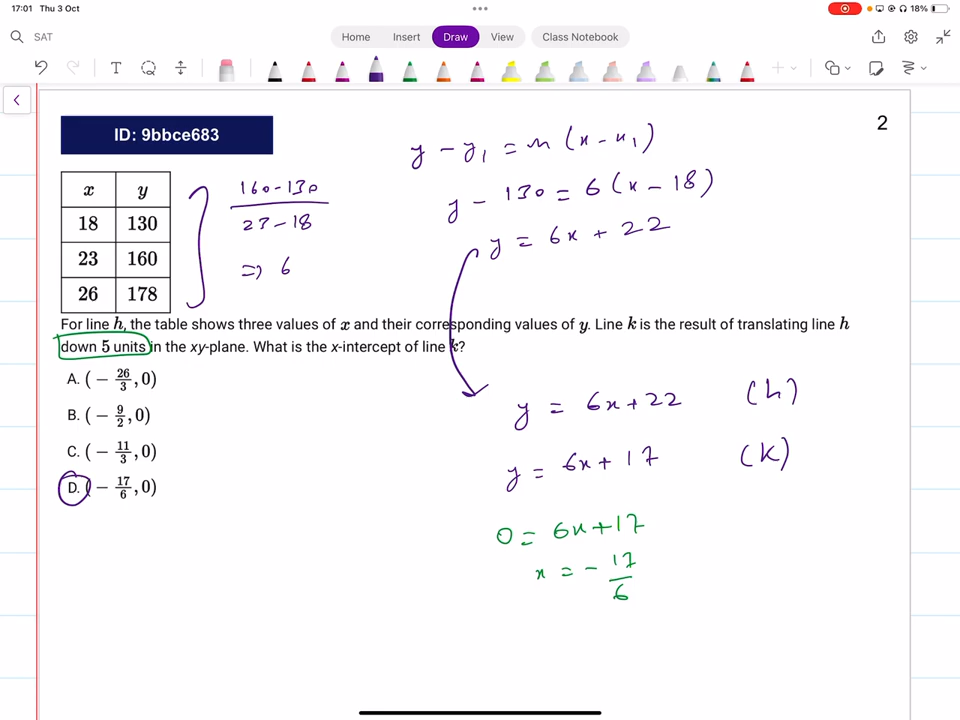 17:01 Thu 3 Oct
18%
SAT
Home Insert Draw View Class Notebook
ID: 9bbce683
2
x y
18 130
23 160
26 178
160-130
23-18
=> 6
y - y₁ = m (x - x₁)
y - 130 = 6 (x - 18)
y = 6x + 22
For line h, the table shows three values of x and their corresponding values of y. Line k is the result of translating line h
down 5 units in the xy-plane. What is the x-intercept of line k?
A. (− 26/3, 0)
B. (− 9/2, 0)
C. (− 11/3, 0)
D. (− 17/6, 0)
y = 6x+22 (h)
y = 6x+17 (k)
0 = 6x+17
x = - 17/6